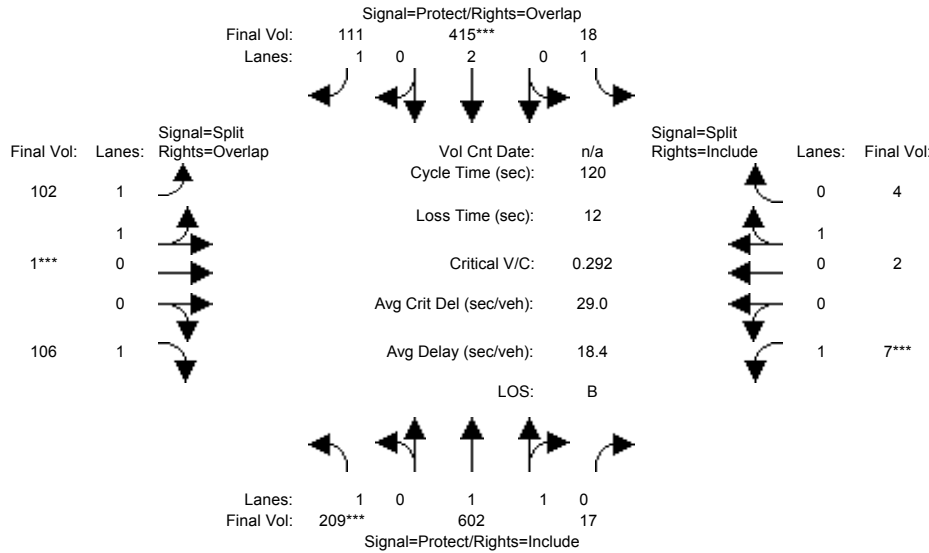 Signal=Protect/Rights=Overlap
Final Vol: 111 415*** 18
Lanes: 1 0 2 0 1
Signal=Split
Final Vol: Lanes: Rights=Overlap
Vol Cnt Date: n/a
Signal=Split
Rights=Include Lanes: Final Vol:
Cycle Time (sec): 120
102 1
0 4
Loss Time (sec): 12
1
1
1*** 0
Critical V/C: 0.292
0 2
0
Avg Crit Del (sec/veh): 29.0
0
106 1
Avg Delay (sec/veh): 18.4
1 7***
LOS: B
Lanes: 1 0 1 1 0
Final Vol: 209*** 602 17
Signal=Protect/Rights=Include